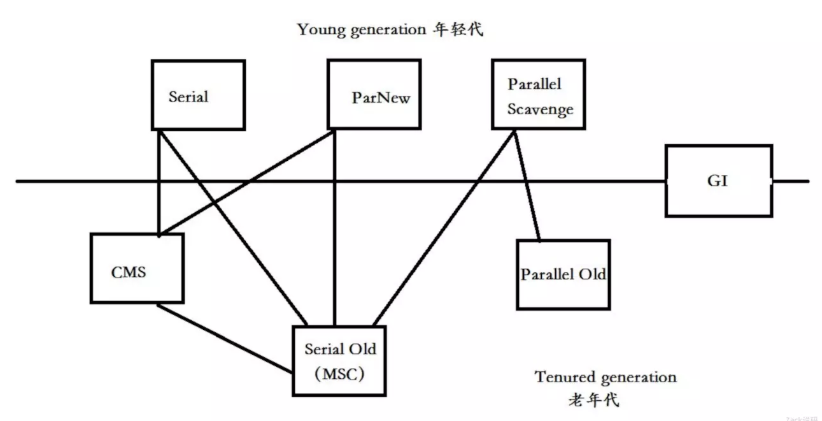 Young generation 年轻代
Serial
ParNew
Parallel
Scavenge
GI
CMS
Parallel Old
Serial Old
（MSC）
Tenured generation
老年代